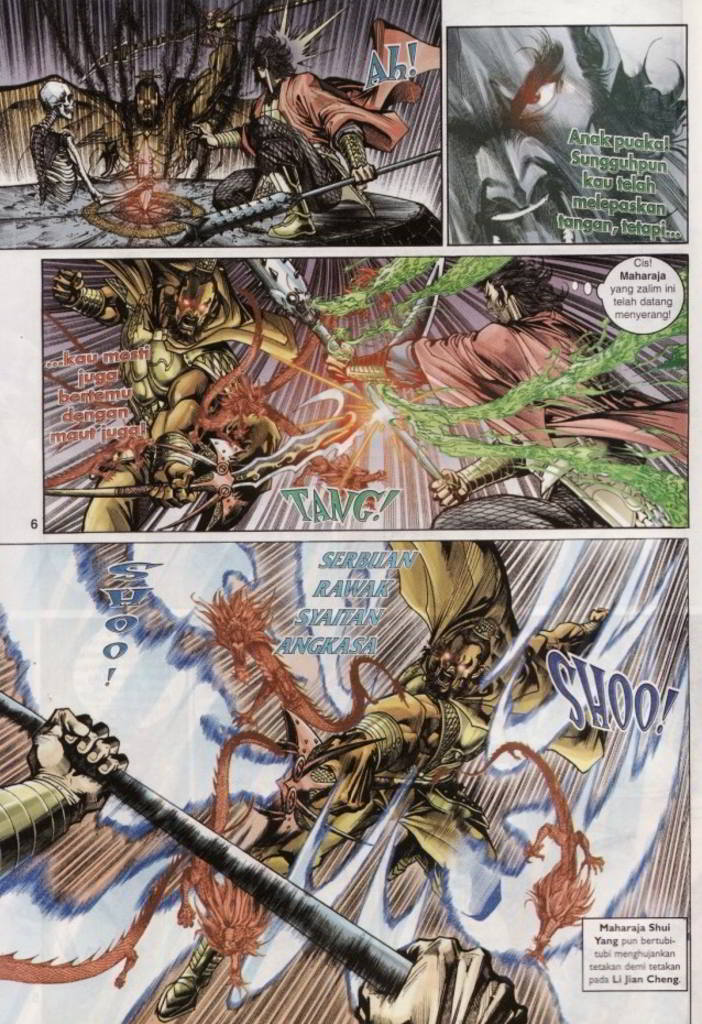 Ah!
Anak puaka!
Sungguhpun
kau telah
melepaskan
tangan, tetapi...
...kau mesti
juga
bertemu
dengan
maut juga!
Cis!
Maharaja
yang zalim ini
telah datang
menyerang!
TANG!
6
SHOO!
SERBUAN
RAWAK
SYAITAN
ANGKASA
SHOO!
Maharaja Shui
Yang pun bertubi-
tubi menghujankan
tetakan demi tetakan
pada Li Jian Cheng.